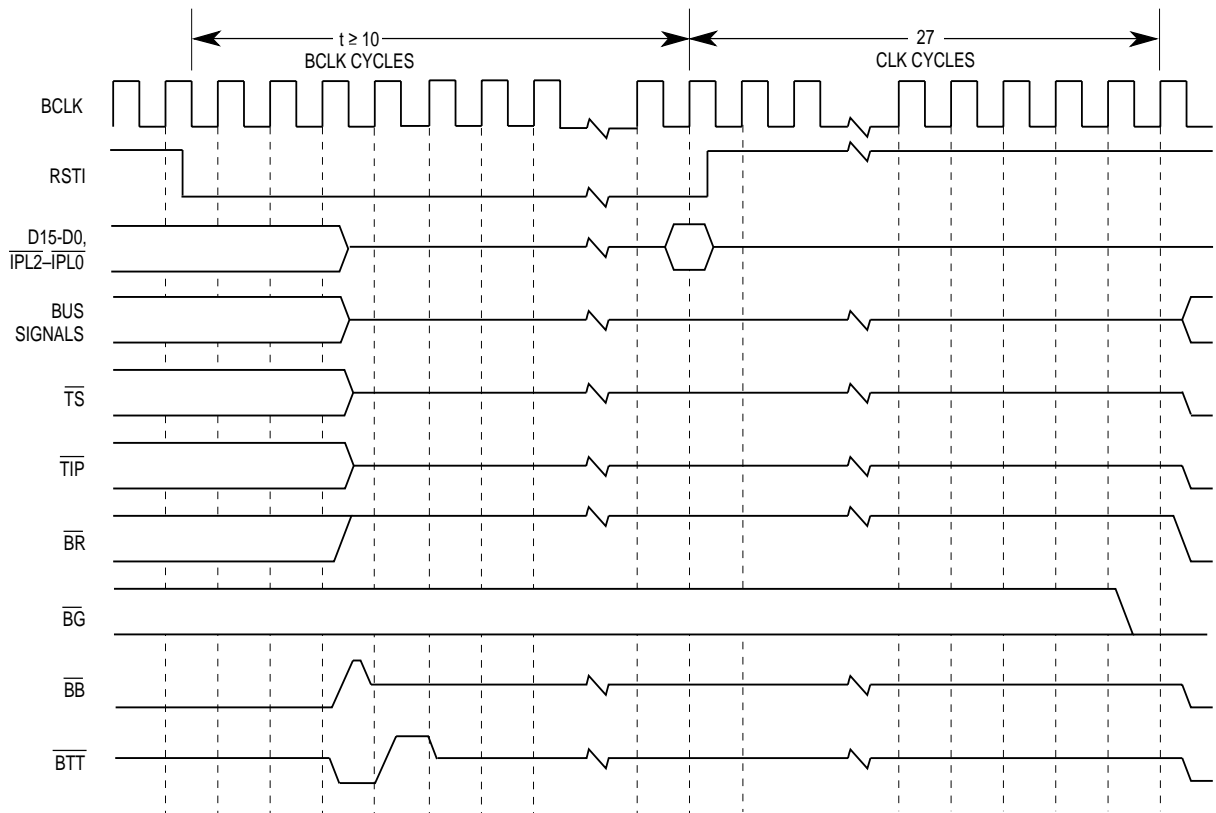 t ≥ 10
BCLK CYCLES
27
CLK CYCLES
BCLK
RSTI
D15-D0,
IPL2–IPL0
BUS
SIGNALS
TS
TIP
BR
BG
BB
BTT